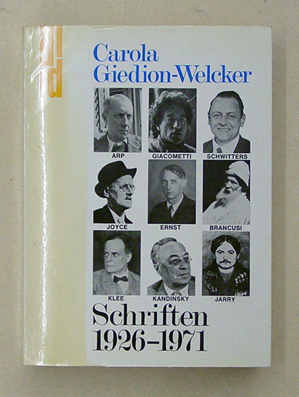 Carola
Giedion-Welcker
ARP GIACOMETTI SCHWITTERS
JOYCE ERNST BRANCUSI
KLEE KANDINSKY JARRY
Schriften
1926–1971